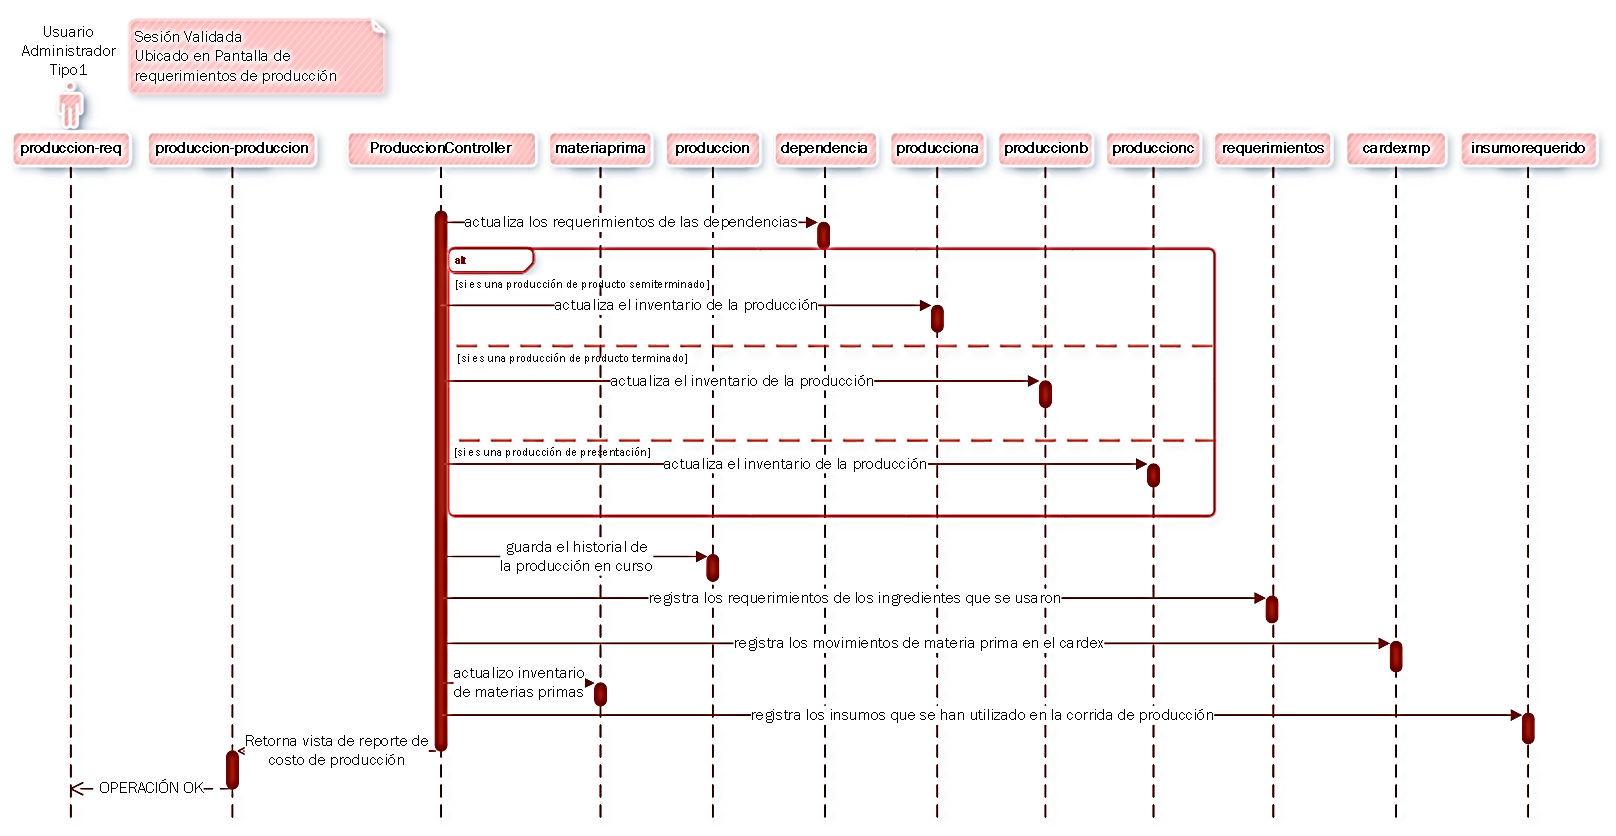 Usuario
Administrador
Tipo1
Sesión Validada
Ubicado en Pantalla de
requerimientos de producción
produccion-req
produccion-produccion
ProduccionController
materiaprima
produccion
dependencia
producciona
produccionb
produccionc
requerimientos
cardexmp
insumorequerido
actualiza los requerimientos de las dependencias
alt
[si es una producción de producto semiterminado]
actualiza el inventario de la producción
[si es una producción de producto terminado]
actualiza el inventario de la producción
[si es una producción de presentación]
actualiza el inventario de la producción
guarda el historial de
la producción en curso
registra los requerimientos de los ingredientes que se usaron
registra los movimientos de materia prima en el cardex
actualizo inventario
de materias primas
registra los insumos que se han utilizado en la corrida de producción
Retorna vista de reporte de
costo de producción
OPERACIÓN OK